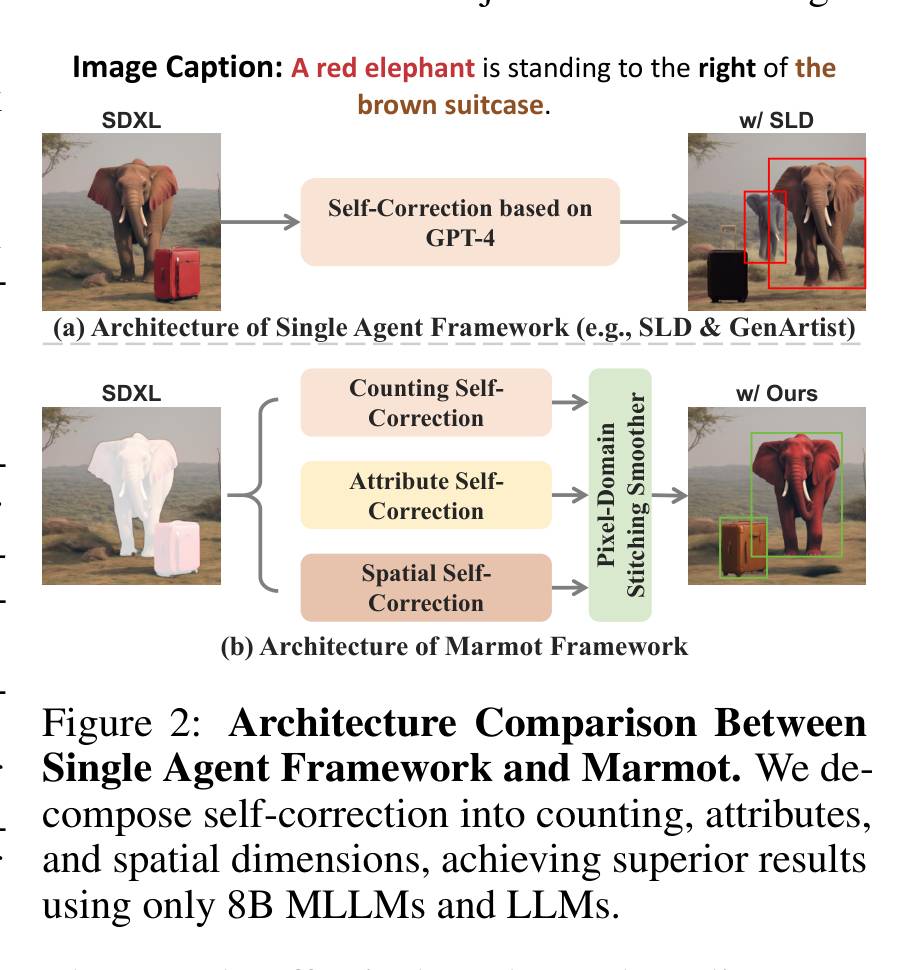 Image Caption: A red elephant is standing to the right of the
brown suitcase.
SDXL
w/ SLD
Self-Correction based on
GPT-4
(a) Architecture of Single Agent Framework (e.g., SLD & GenArtist)
SDXL
Counting Self-
Correction
Attribute Self-
Correction
Spatial Self-
Correction
Pixel-Domain
Stitching Smoother
w/ Ours
(b) Architecture of Marmot Framework
Figure 2: Architecture Comparison Between
Single Agent Framework and Marmot. We de-
compose self-correction into counting, attributes,
and spatial dimensions, achieving superior results
using only 8B MLLMs and LLMs.